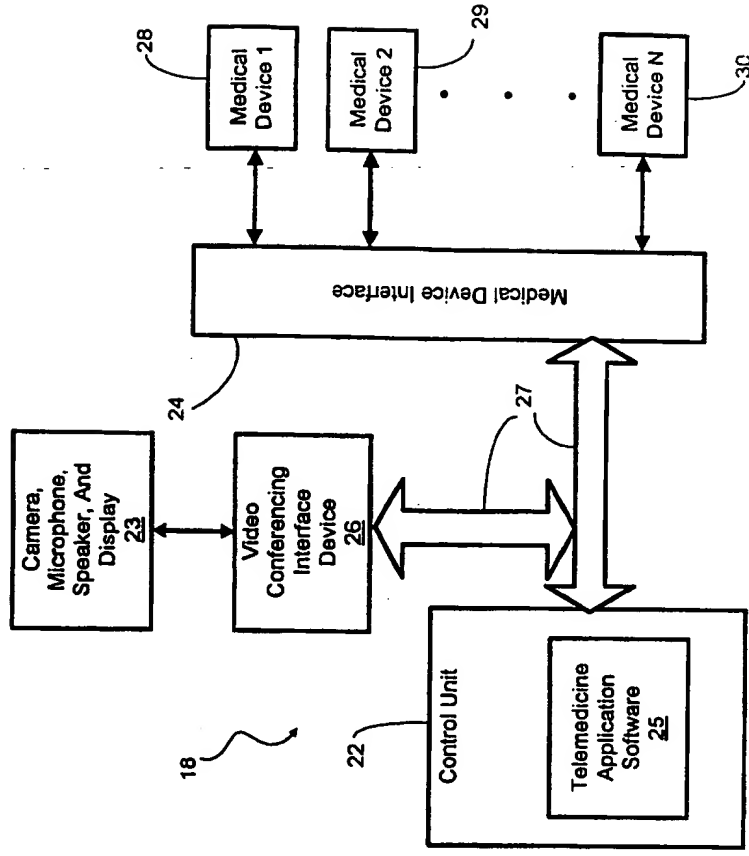 Camera,
Microphone,
Speaker, And
Display
23
Video
Conferencing
Interface
Device
26
18
22
Control Unit
Telemedicine
Application
Software
25
27
24
Medical Device Interface
28
Medical
Device 1
29
Medical
Device 2
Medical
Device N
30